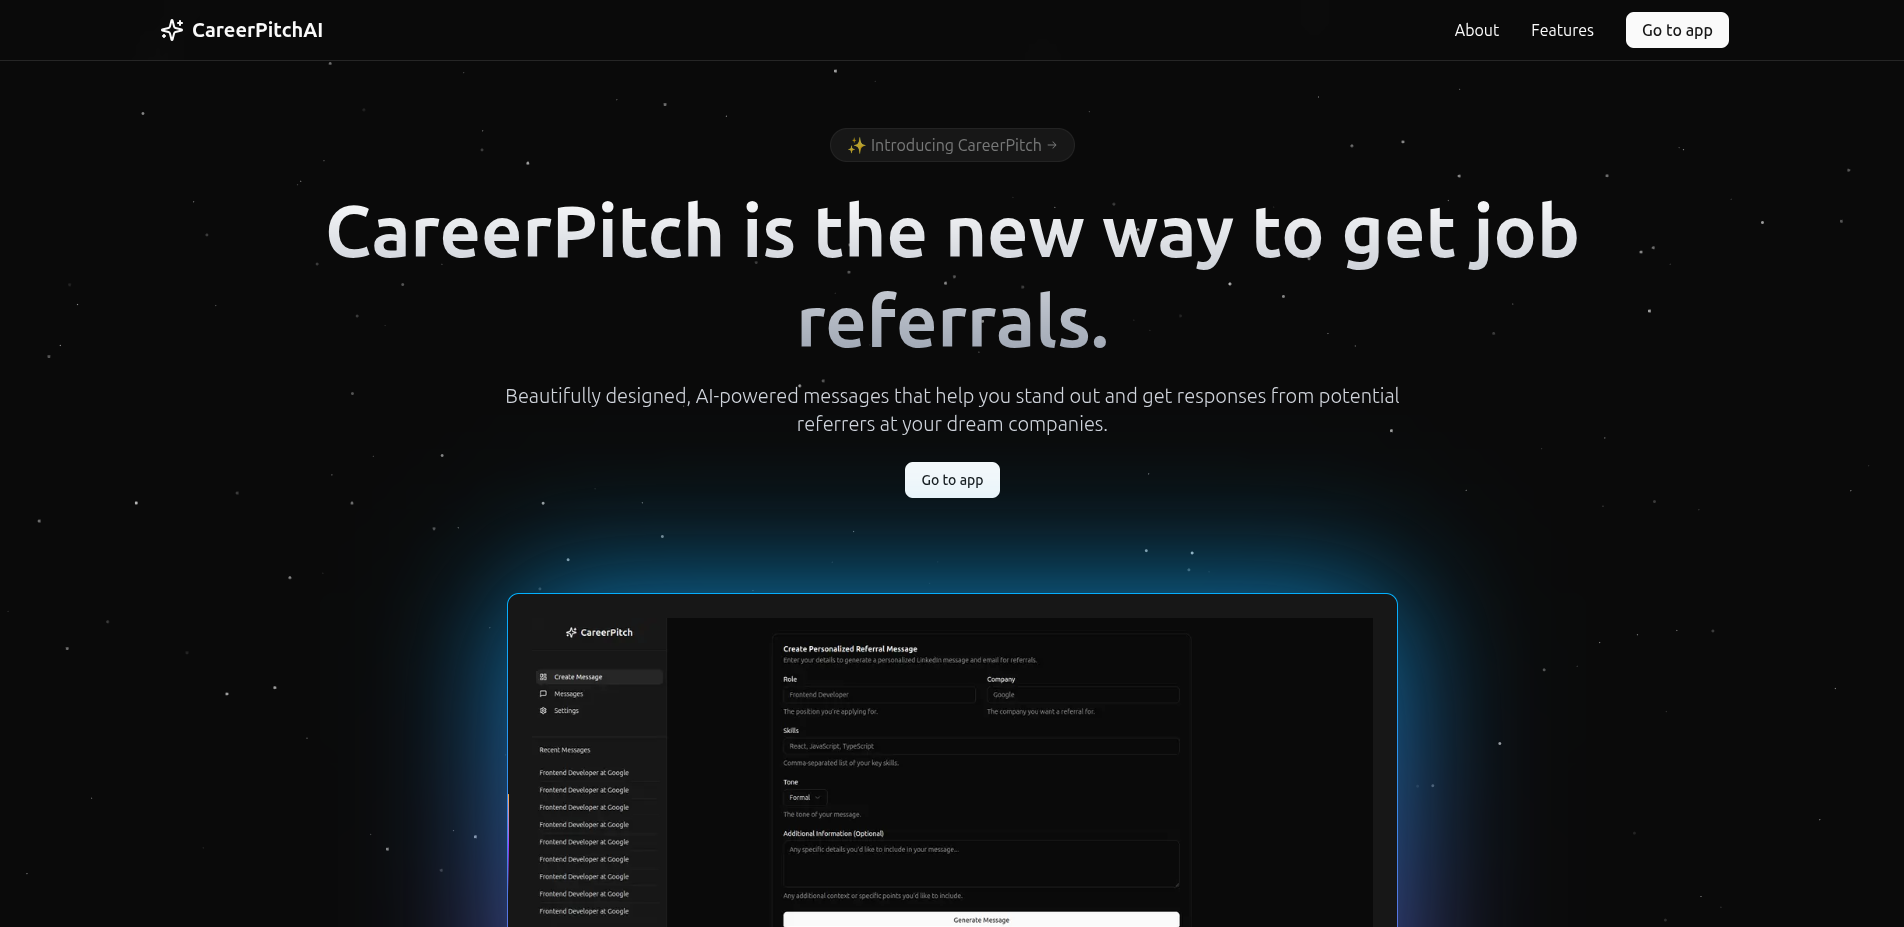 CareerPitchAI
About
Features
Go to app
✨ Introducing CareerPitch →
CareerPitch is the new way to get job
referrals.
Beautifully designed, AI-powered messages that help you stand out and get responses from potential
referrers at your dream companies.
Go to app
CareerPitch
Create Message
Messages
Settings
Recent Messages
Frontend Developer at Google
Frontend Developer at Google
Frontend Developer at Google
Frontend Developer at Google
Frontend Developer at Google
Frontend Developer at Google
Frontend Developer at Google
Frontend Developer at Google
Frontend Developer at Google
Create Personalized Referral Message
Enter your details to generate a personalized LinkedIn message and email for referrals.
Role
Company
Frontend Developer
Google
The position you're applying for.
The company you want a referral for.
Skills
React, JavaScript, TypeScript
Comma-separated list of your key skills.
Tone
Formal
The tone of your message.
Additional Information (Optional)
Any specific details you'd like to include in your message...
Any additional context or specific points you'd like to include.
Generate Message